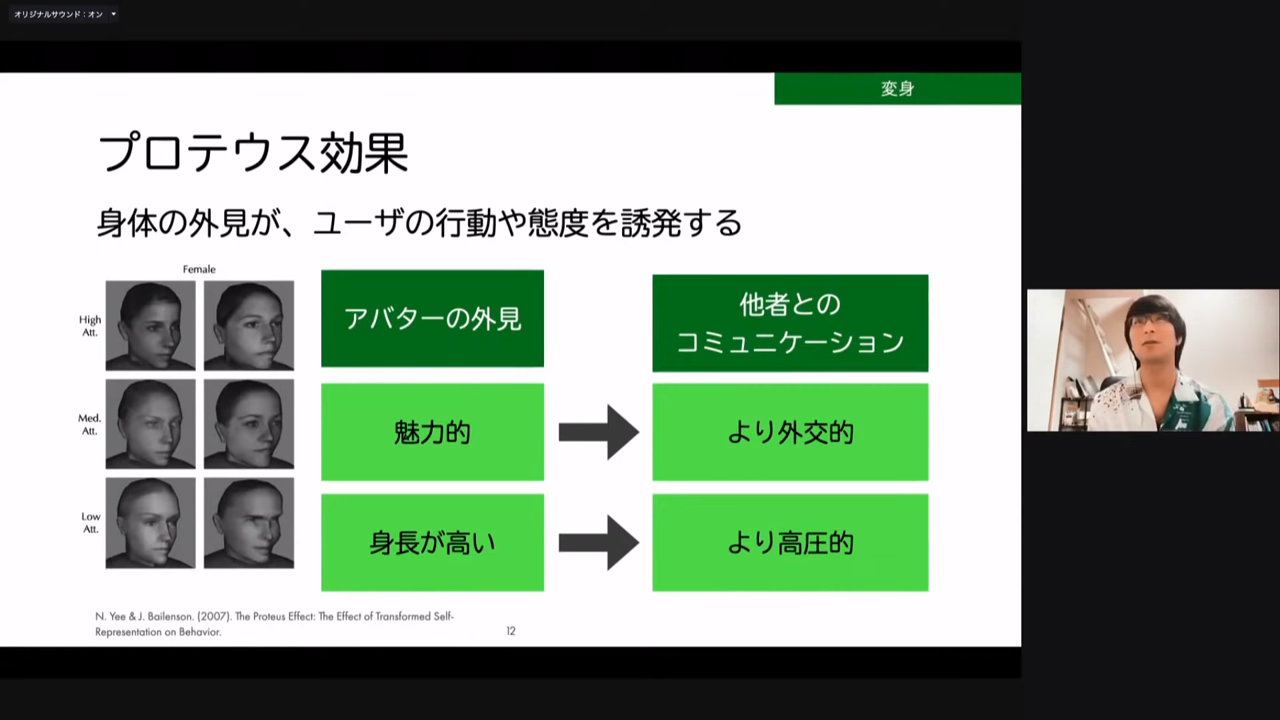 オリジナルサウンド：オン
変身
プロテウス効果
身体の外見が、ユーザの行動や態度を誘発する
Female
High
Att.
Med.
Att.
Low
Att.
アバターの外見
他者との
コミュニケーション
魅力的
より外交的
身長が高い
より高圧的
N. Yee & J. Bailenson. (2007). The Proteus Effect: The Effect of Transformed Self-
Representation on Behavior.
12